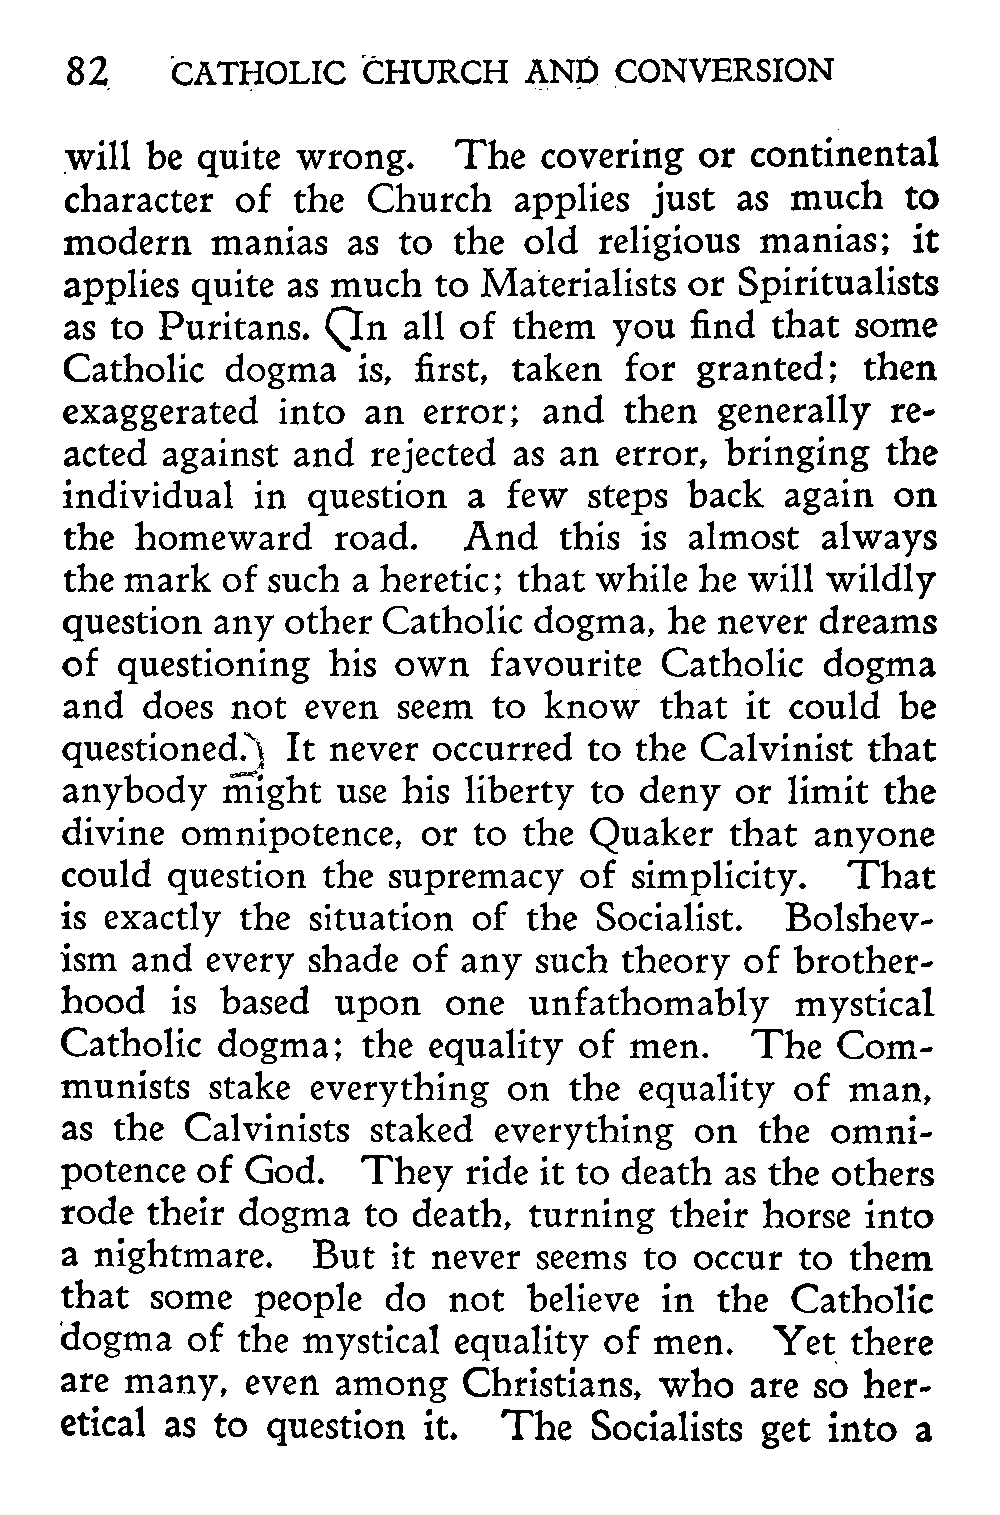 82 CATHOLIC CHURCH AND CONVERSION
will be quite wrong. The covering or continental
character of the Church applies just as much to
modern manias as to the old religious manias; it
applies quite as much to Materialists or Spiritualists
as to Puritans. (In all of them you find that some
Catholic dogma is, first, taken for granted; then
exaggerated into an error; and then generally re-
acted against and rejected as an error, bringing the
individual in question a few steps back again on
the homeward road. And this is almost always
the mark of such a heretic; that while he will wildly
question any other Catholic dogma, he never dreams
of questioning his own favourite Catholic dogma
and does not even seem to know that it could be
questioned.) It never occurred to the Calvinist that
anybody might use his liberty to deny or limit the
divine omnipotence, or to the Quaker that anyone
could question the supremacy of simplicity. That
is exactly the situation of the Socialist. Bolshev-
ism and every shade of any such theory of brother-
hood is based upon one unfathomably mystical
Catholic dogma; the equality of men. The Com-
munists stake everything on the equality of man,
as the Calvinists staked everything on the omni-
potence of God. They ride it to death as the others
rode their dogma to death, turning their horse into
a nightmare. But it never seems to occur to them
that some people do not believe in the Catholic
dogma of the mystical equality of men. Yet there
are many, even among Christians, who are so her-
etical as to question it. The Socialists get into a